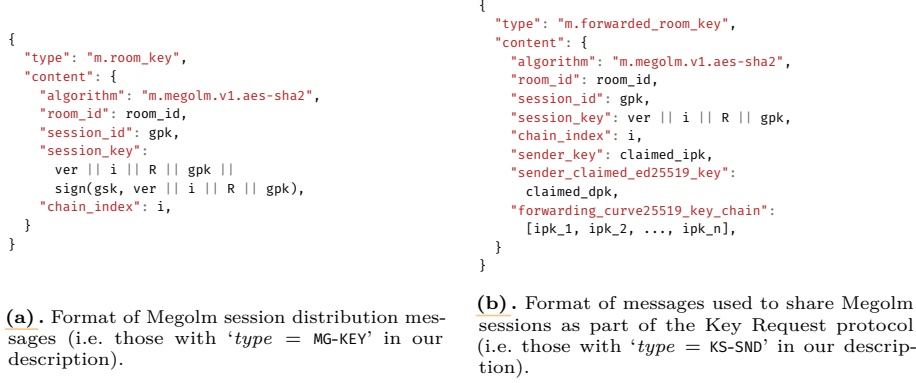 {
"type": "m.room_key",
"content": {
"algorithm": "m.megolm.v1.aes-sha2",
"room_id": room_id,
"session_id": gpk,
"session_key":
ver || i || R || gpk ||
sign(gsk, ver || i || R || gpk),
"chain_index": i,
}
}
(a). Format of Megolm session distribution mes-
sages (i.e. those with ‘type = MG-KEY’ in our
description).
{
"type": "m.forwarded_room_key",
"content": {
"algorithm": "m.megolm.v1.aes-sha2",
"room_id": room_id,
"session_id": gpk,
"session_key": ver || i || R || gpk,
"chain_index": i,
"sender_key": claimed_ipk,
"sender_claimed_ed25519_key":
claimed_dpk,
"forwarding_curve25519_key_chain":
[ipk_1, ipk_2, ..., ipk_n],
}
}
(b). Format of messages used to share Megolm
sessions as part of the Key Request protocol
(i.e. those with ‘type = KS-SND’ in our descrip-
tion).